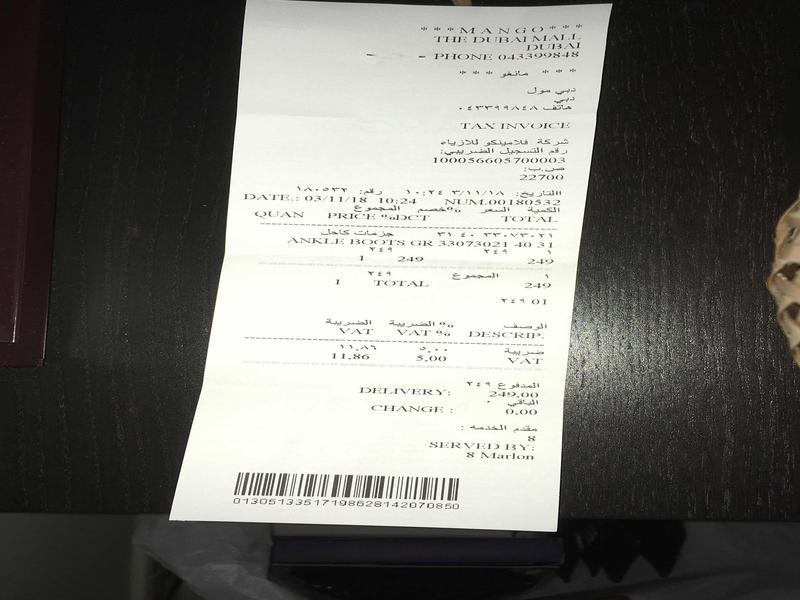 * * * M A N G O * * *
THE DUBAI MALL
DUBAI
PHONE 043399848
* * * مانغو * * *
دبي مول
دبي
هاتف ٠٤٣٣٩٩٨٤٨
TAX INVOICE
شركة فلامينكو للازياء
رقم التسجيل الضريبي:
100056605700003
ص.ب:
22700
التاريخ: ٣/١١/١٨ ١٠:٢٤ رقم: ١٨٠٥٣٢
DATE.: 03/11/18 10:24 NUM.00180532
الكمية السعر %خصم المجموع
QUAN PRICE %DCT TOTAL
٣٣٠٧٣٠٢١ ٤٠ ٣١ جزمات كاحل
ANKLE BOOTS GR 33073021 40 31
١ ٢٤٩ ٢٤٩
1 249 249
١ المجموع ٢٤٩
1 TOTAL 249
٢٤٩ 01
الوصف %الضريبة الضريبة
DESCRIP. VAT % VAT
ضريبة ٥,٠٠ ١١,٨٦
VAT 5,00 11,86
المدفوع ٢٤٩
DELIVERY: 249,00
الباقي ٠
CHANGE : 0,00
مقدم الخدمه :
8
SERVED BY:
8 Marlon
01305133517198628142070850